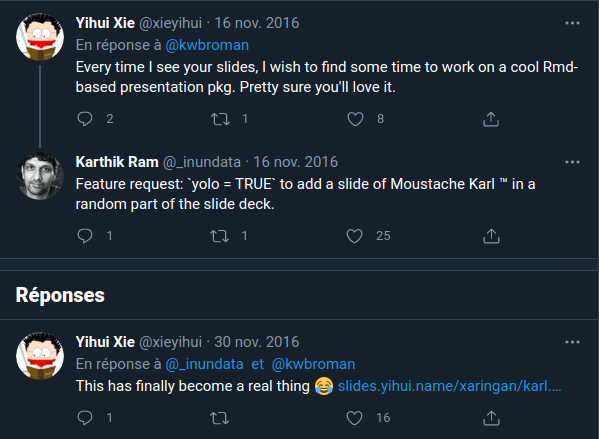 Yihui Xie @xieyihui · 16 nov. 2016
En réponse à @kwbroman
Every time I see your slides, I wish to find some time to work on a cool Rmd-
based presentation pkg. Pretty sure you'll love it.
2 1 8
Karthik Ram @_inundata · 16 nov. 2016
Feature request: `yolo = TRUE` to add a slide of Moustache Karl ™ in a
random part of the slide deck.
1 1 25
Réponses
Yihui Xie @xieyihui · 30 nov. 2016
En réponse à @_inundata et @kwbroman
This has finally become a real thing 😂 slides.yihui.name/xaringan/karl.…
1 16